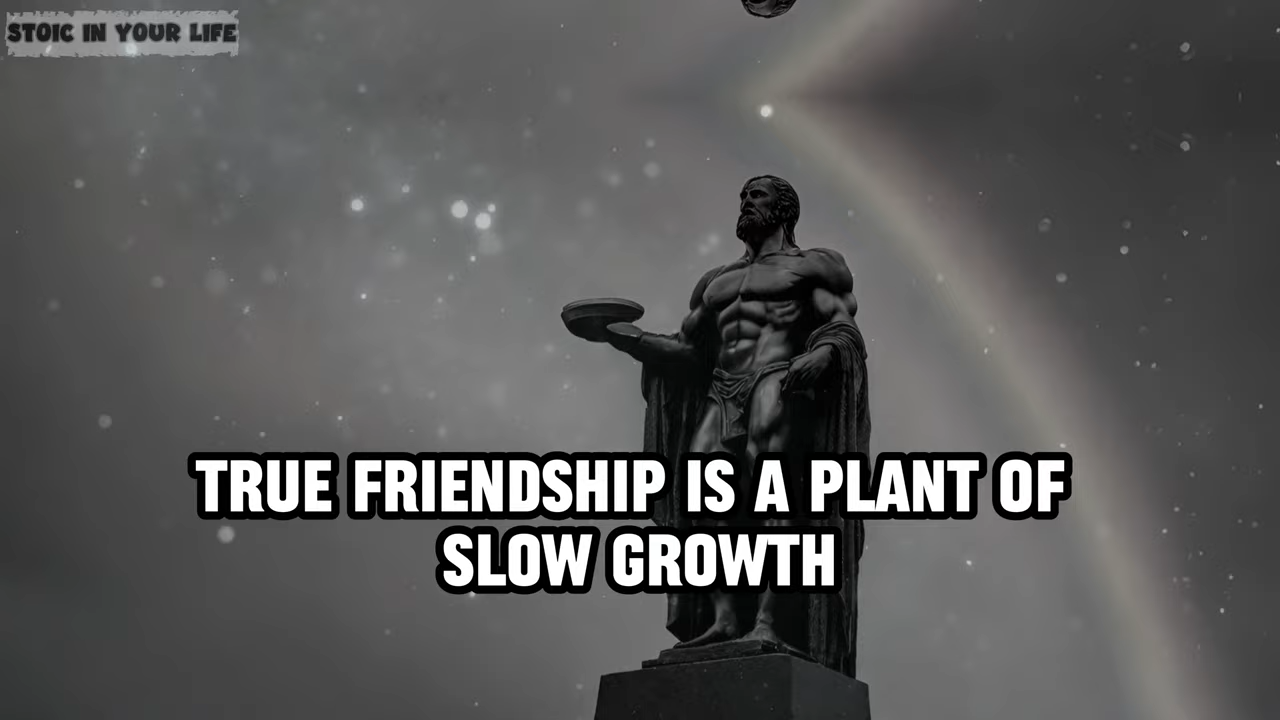 STOIC IN YOUR LIFE
TRUE FRIENDSHIP IS A PLANT OF
SLOW GROWTH